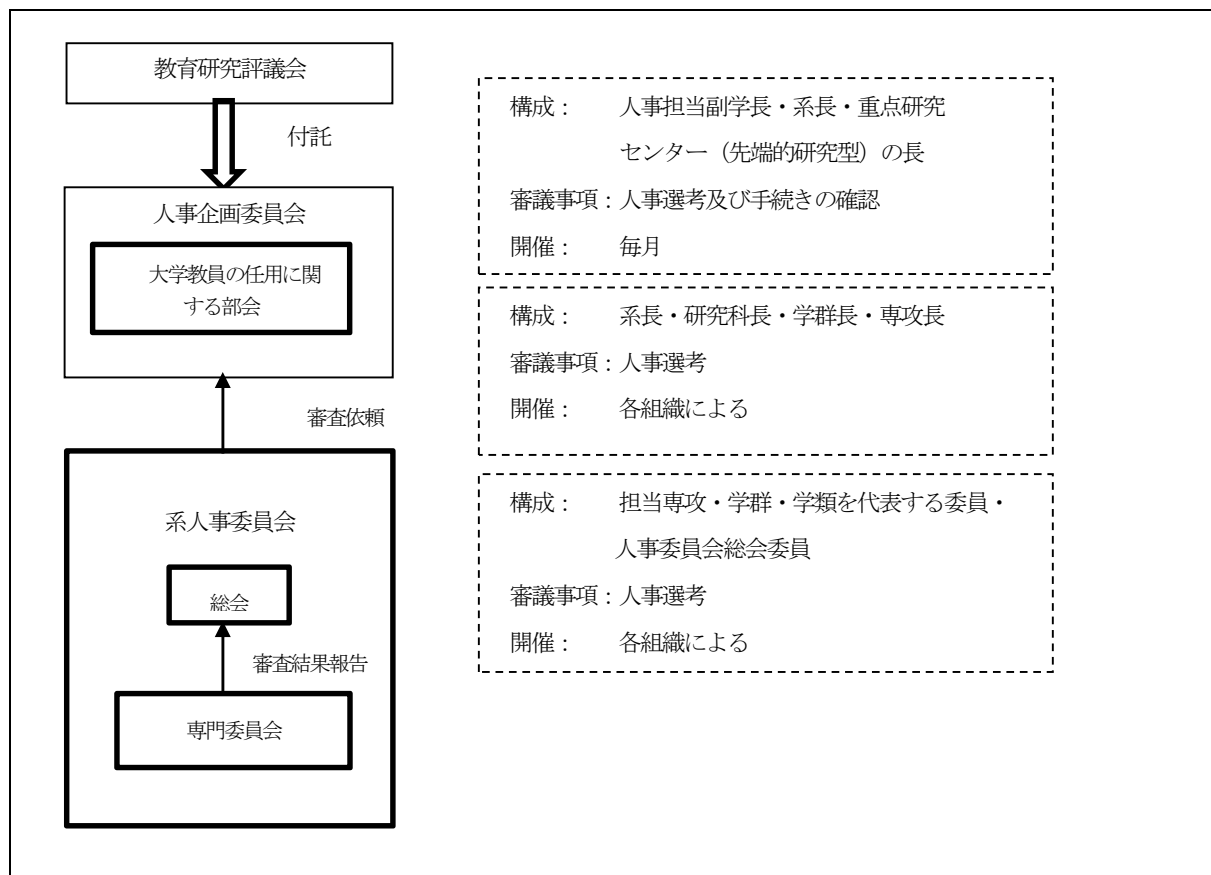 教育研究評議会
付託
人事企画委員会
大学教員の任用に関
する部会
審査依頼
系人事委員会
総会
審査結果報告
専門委員会
構成： 人事担当副学長・系長・重点研究
センター（先端的研究型）の長
審議事項：人事選考及び手続きの確認
開催： 毎月
構成： 系長・研究科長・学群長・専攻長
審議事項：人事選考
開催： 各組織による
構成： 担当専攻・学群・学類を代表する委員・
人事委員会総会委員
審議事項：人事選考
開催： 各組織による